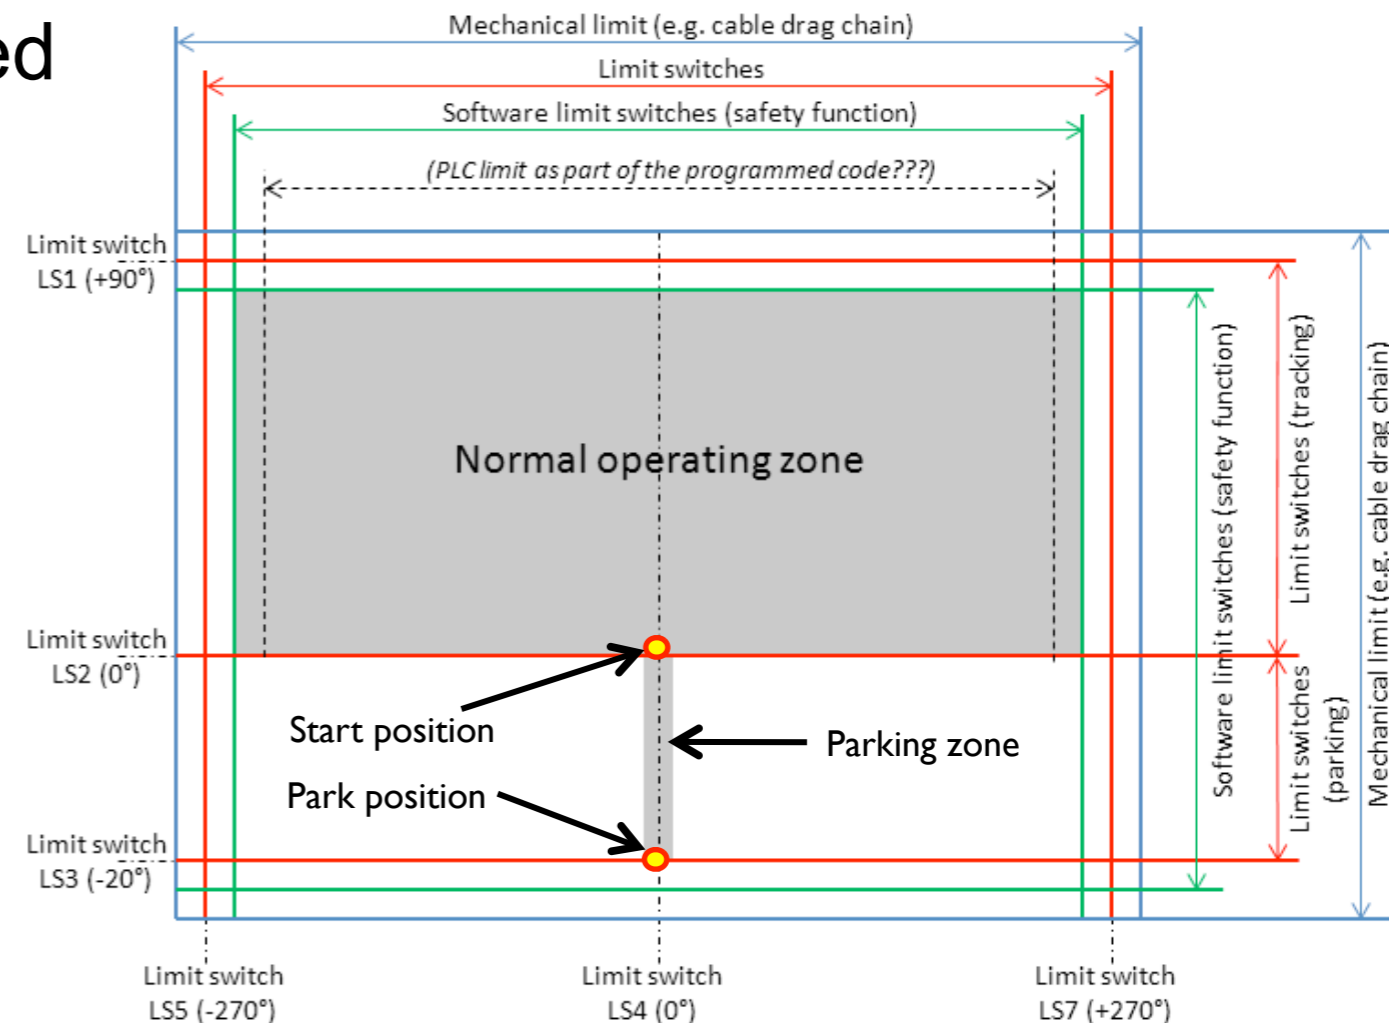 ed
Mechanical limit (e.g. cable drag chain)
Limit switches
Software limit switches (safety function)
(PLC limit as part of the programmed code???)
Limit switch
LS1 (+90°)
Normal operating zone
Limit switch
LS2 (0°)
Start position
Parking zone
Park position
Limit switch
LS3 (-20°)
Software limit switches (safety function)
Limit switches (tracking)
Limit switches
(parking)
Mechanical limit (e.g. cable drag chain)
Limit switch
LS5 (-270°)
Limit switch
LS4 (0°)
Limit switch
LS7 (+270°)